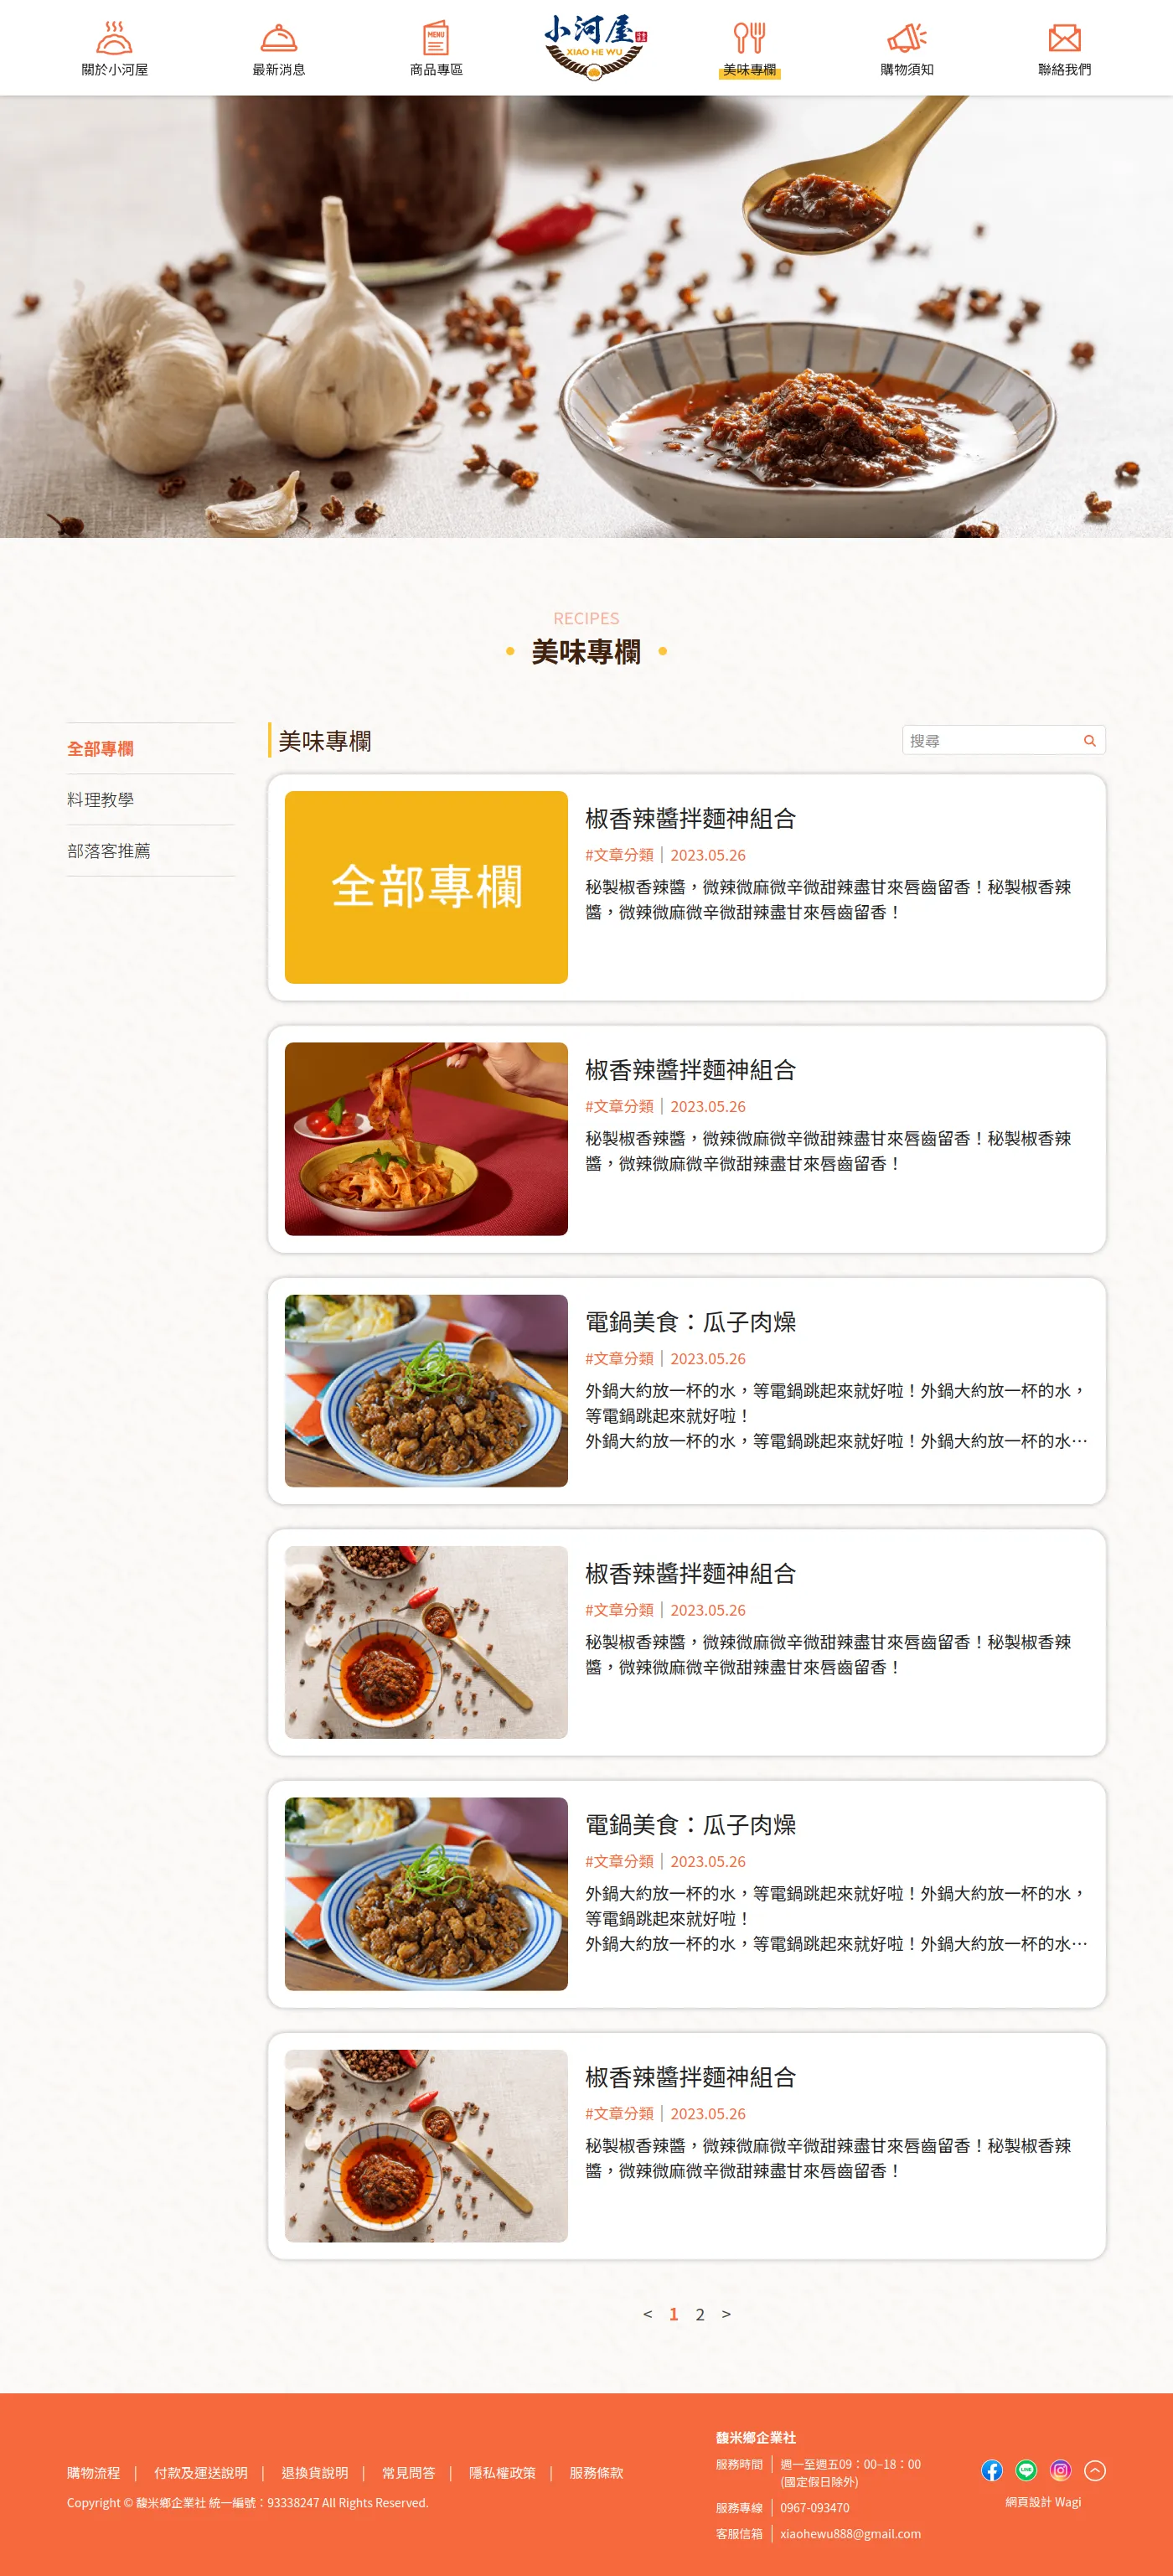 關於小河屋
最新消息
MENU
商品專區
小河屋
XIAO HE WU
美味專欄
購物須知
聯絡我們
RECIPES
美味專欄
全部專欄
料理教學
部落客推薦
美味專欄
搜尋
全部專欄
椒香辣醬拌麵神組合
#文章分類 | 2023.05.26
秘製椒香辣醬，微辣微麻微辛微甜辣盡甘來唇齒留香！秘製椒香辣
醬，微辣微麻微辛微甜辣盡甘來唇齒留香！
椒香辣醬拌麵神組合
#文章分類 | 2023.05.26
秘製椒香辣醬，微辣微麻微辛微甜辣盡甘來唇齒留香！秘製椒香辣
醬，微辣微麻微辛微甜辣盡甘來唇齒留香！
電鍋美食：瓜子肉燥
#文章分類 | 2023.05.26
外鍋大約放一杯的水，等電鍋跳起來就好啦！外鍋大約放一杯的水，
等電鍋跳起來就好啦！
外鍋大約放一杯的水，等電鍋跳起來就好啦！外鍋大約放一杯的水…
椒香辣醬拌麵神組合
#文章分類 | 2023.05.26
秘製椒香辣醬，微辣微麻微辛微甜辣盡甘來唇齒留香！秘製椒香辣
醬，微辣微麻微辛微甜辣盡甘來唇齒留香！
電鍋美食：瓜子肉燥
#文章分類 | 2023.05.26
外鍋大約放一杯的水，等電鍋跳起來就好啦！外鍋大約放一杯的水，
等電鍋跳起來就好啦！
外鍋大約放一杯的水，等電鍋跳起來就好啦！外鍋大約放一杯的水…
椒香辣醬拌麵神組合
#文章分類 | 2023.05.26
秘製椒香辣醬，微辣微麻微辛微甜辣盡甘來唇齒留香！秘製椒香辣
醬，微辣微麻微辛微甜辣盡甘來唇齒留香！
< 1 2 >
購物流程 | 付款及運送說明 | 退換貨說明 | 常見問答 | 隱私權政策 | 服務條款
Copyright © 馥米鄉企業社 統一編號：93338247 All Rights Reserved.
馥米鄉企業社
服務時間 | 週一至週五09：00–18：00
(國定假日除外)
服務專線 | 0967-093470
客服信箱 | xiaohewu888@gmail.com
LINE
網頁設計 Wagi